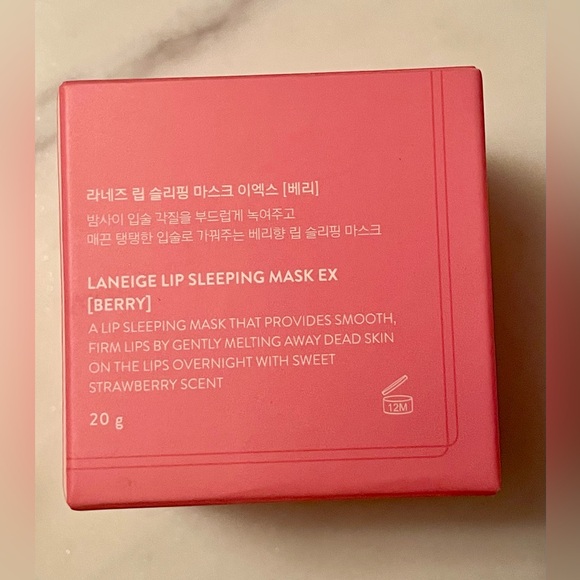 라네즈 립 슬리핑 마스크 이엑스 [베리]
밤사이 입술 각질을 부드럽게 녹여주고
매끈 탱탱한 입술로 가꿔주는 베리향 립 슬리핑 마스크
LANEIGE LIP SLEEPING MASK EX
[BERRY]
A LIP SLEEPING MASK THAT PROVIDES SMOOTH,
FIRM LIPS BY GENTLY MELTING AWAY DEAD SKIN
ON THE LIPS OVERNIGHT WITH SWEET
STRAWBERRY SCENT
20 g
12M